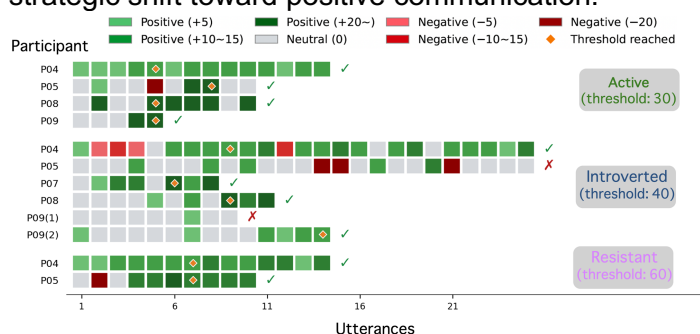 strategic shift toward positive communication.
Positive (+5) Positive (+20~) Negative (−5) Negative (−20)
Positive (+10~15) Neutral (0) Negative (−10~15) Threshold reached
Participant
P04 ✓
P05 ✓
P08 ✓
P09 ✓
Active
(threshold: 30)
P04 ✓
P05 ✗
P07 ✓
P08 ✓
P09(1) ✗
P09(2) ✓
Introverted
(threshold: 40)
P04 ✓
P05 ✓
Resistant
(threshold: 60)
1 6 11 16 21
Utterances